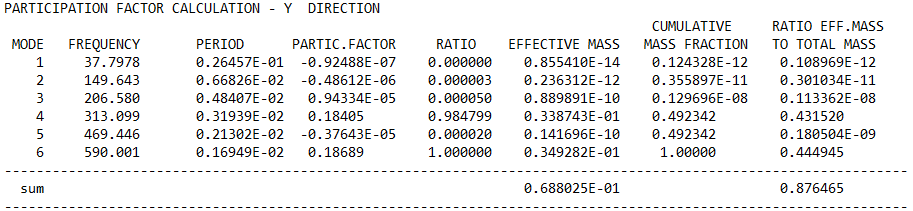 PARTICIPATION FACTOR CALCULATION - Y  DIRECTION
                                                                                  CUMULATIVE     RATIO EFF.MASS
 MODE   FREQUENCY       PERIOD      PARTIC.FACTOR     RATIO    EFFECTIVE MASS   MASS FRACTION   TO TOTAL MASS
    1     37.7978     0.26457E-01  -0.92488E-07    0.000000    0.855410E-14     0.124328E-12    0.108969E-12
    2     149.643     0.66826E-02  -0.48612E-06    0.000003    0.236312E-12     0.355897E-11    0.301034E-11
    3     206.580     0.48407E-02   0.94334E-05    0.000050    0.889891E-10     0.129696E-08    0.113362E-08
    4     313.099     0.31939E-02   0.18405        0.984799    0.338743E-01     0.492342        0.431520
    5     469.446     0.21302E-02  -0.37643E-05    0.000020    0.141696E-10     0.492342        0.180504E-09
    6     590.001     0.16949E-02   0.18689        1.000000    0.349282E-01      1.00000        0.444945
  sum                                                          0.688025E-01                     0.876465